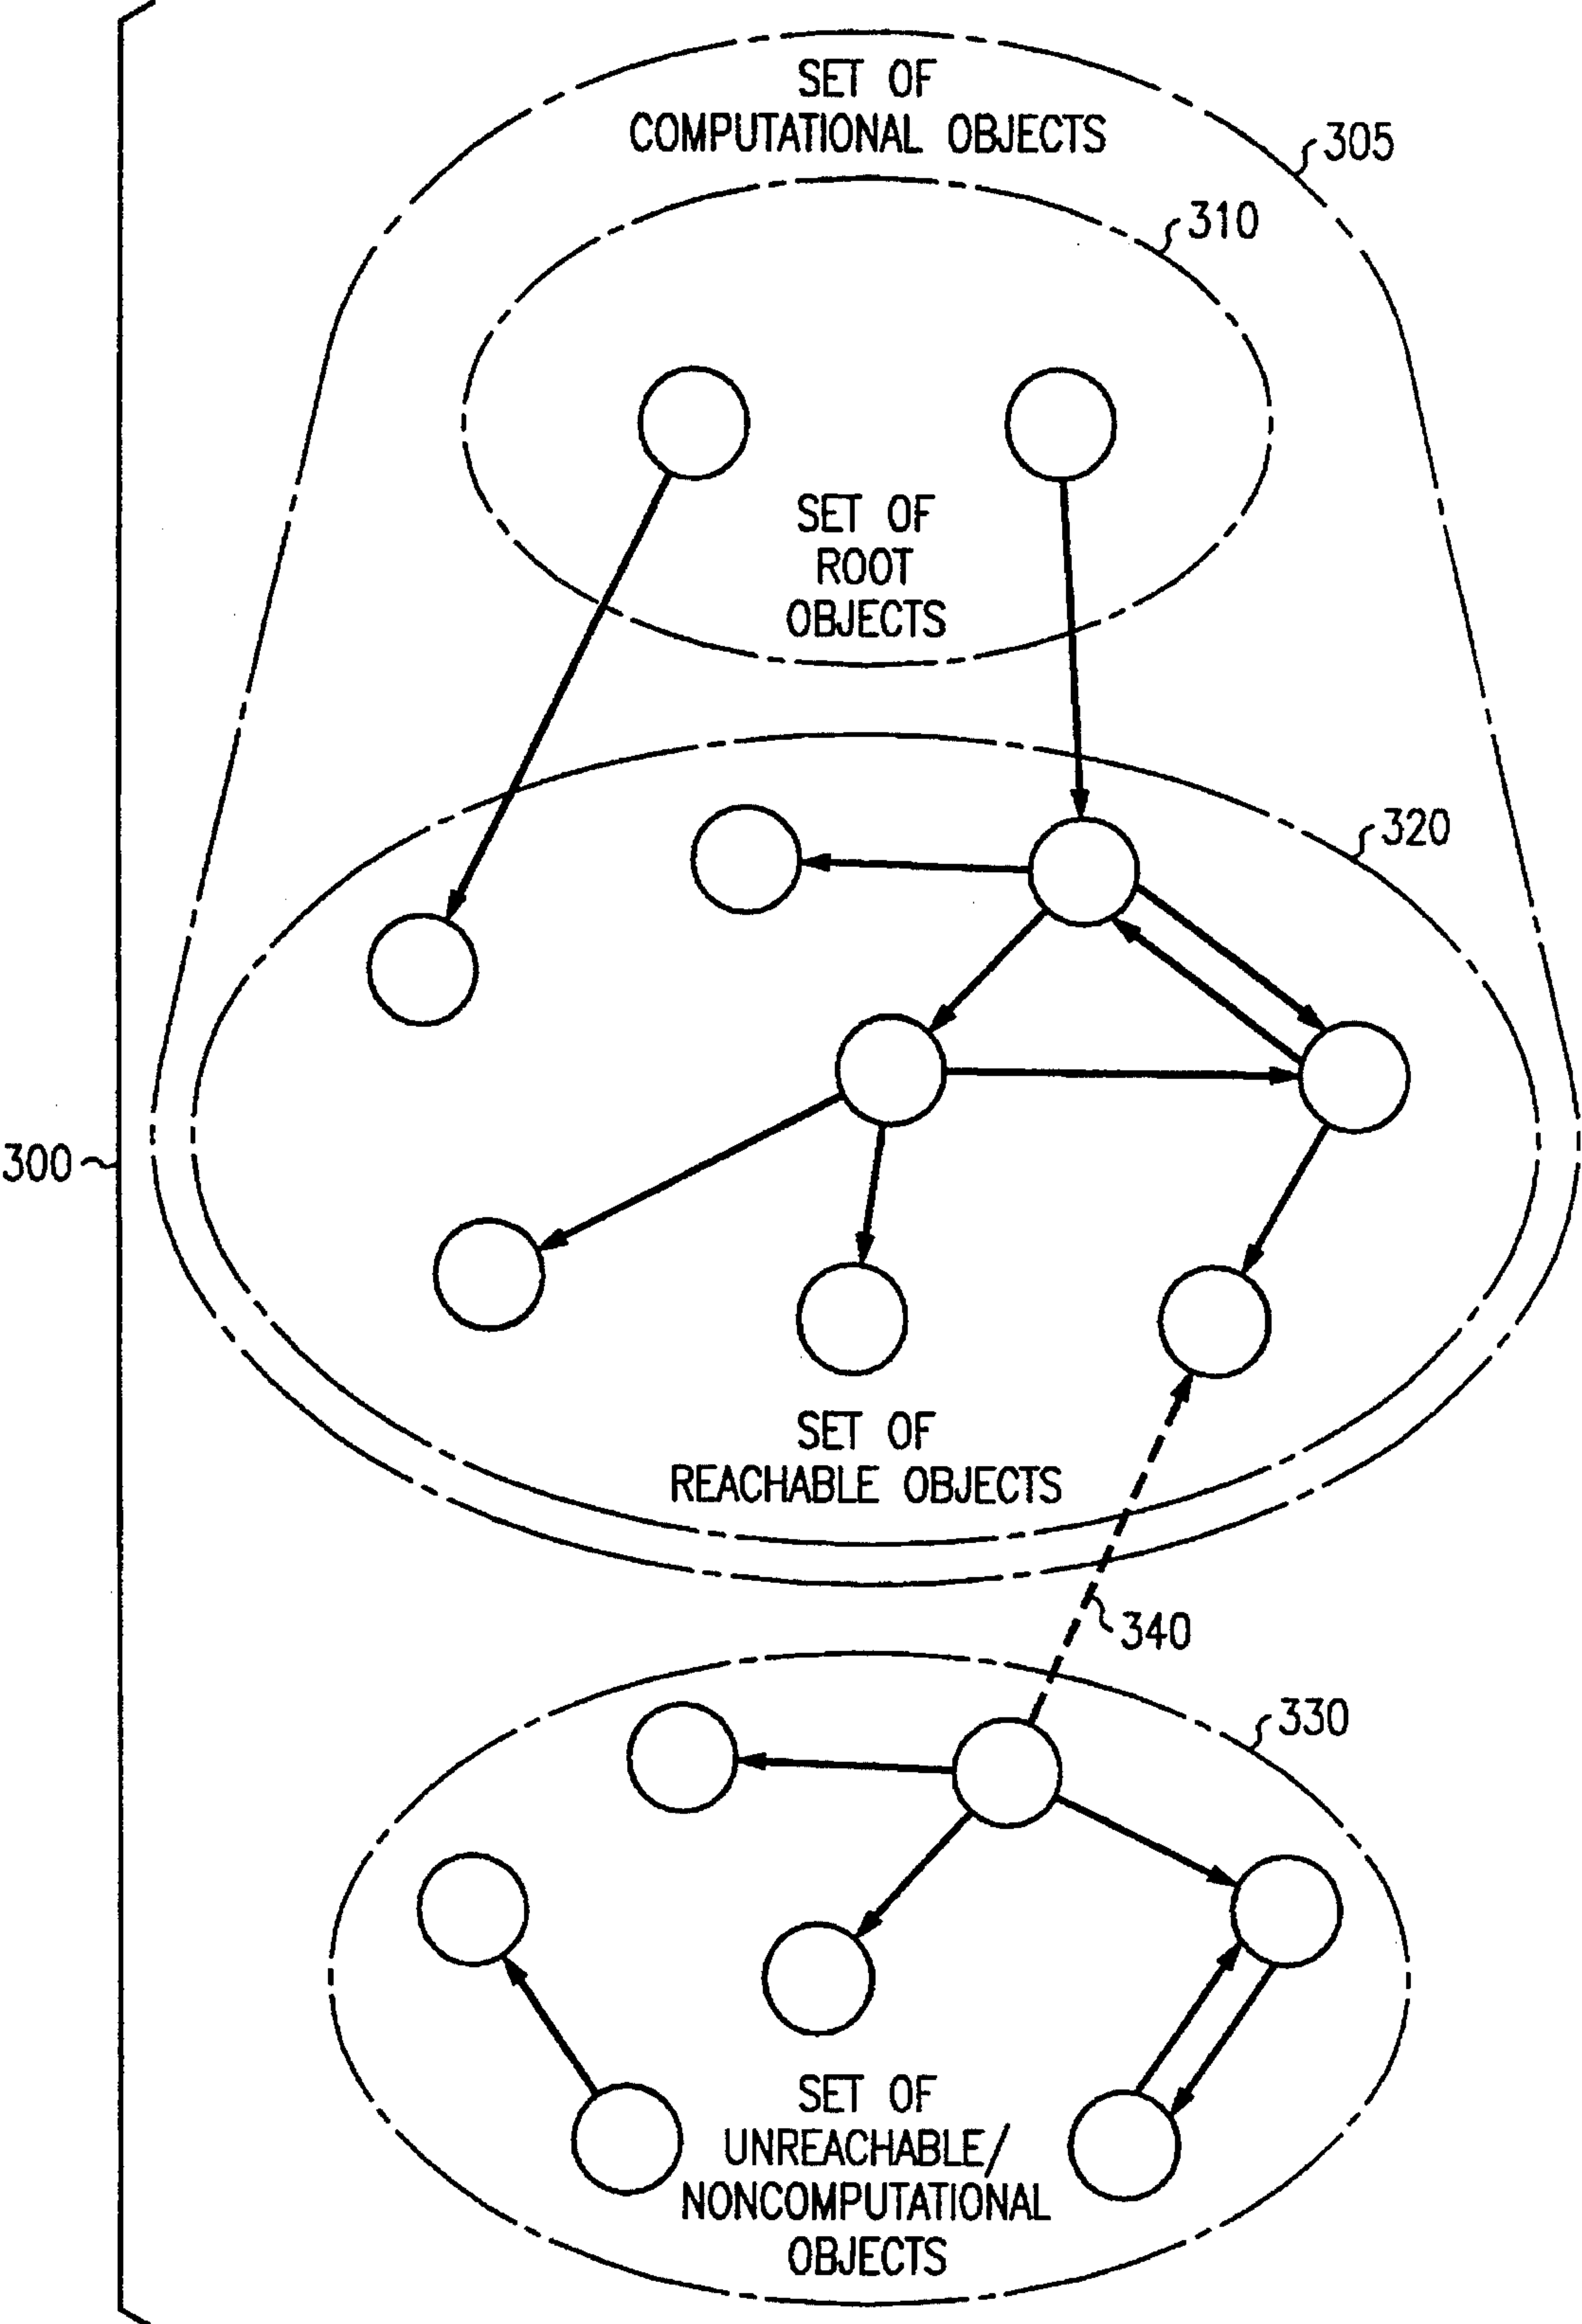 SET OF
COMPUTATIONAL OBJECTS
305
310
SET OF
ROOT
OBJECTS
320
300
SET OF
REACHABLE OBJECTS
340
330
SET OF
UNREACHABLE/
NONCOMPUTATIONAL
OBJECTS